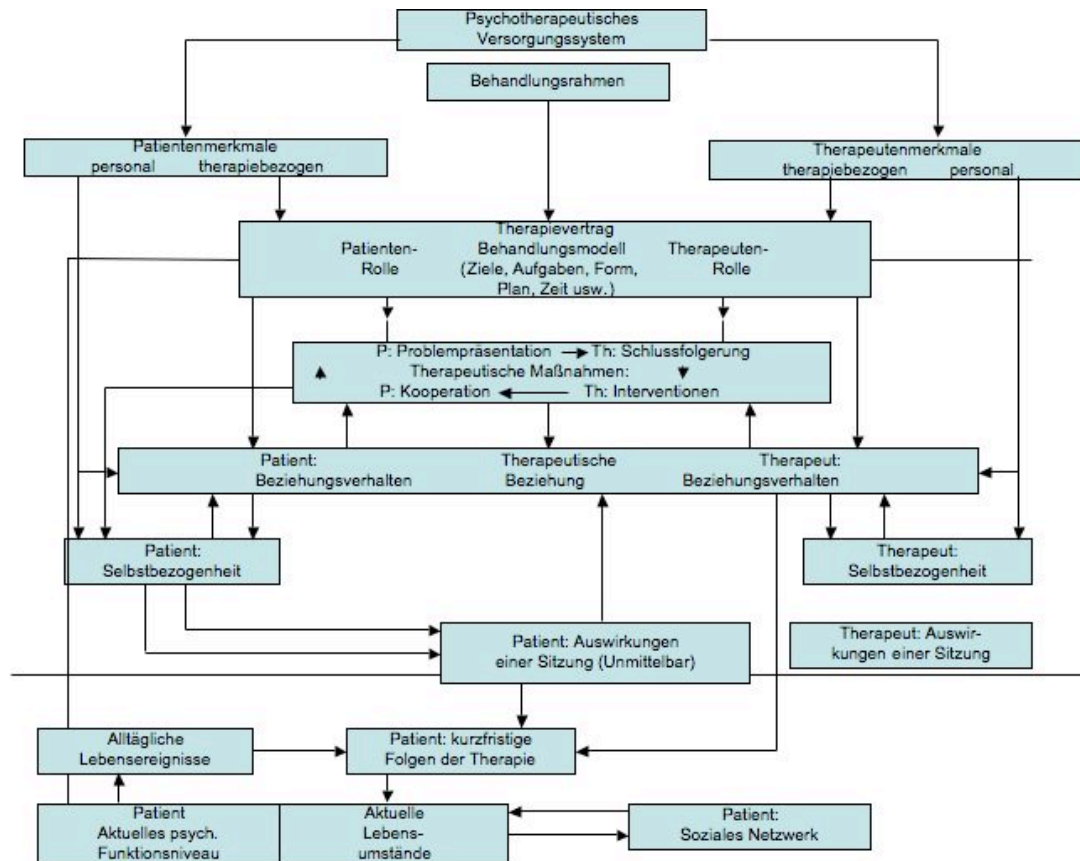 Psychotherapeutisches
Versorgungssystem
Behandlungsrahmen
Patientenmerkmale
personal therapiebezogen
Therapeutenmerkmale
therapiebezogen personal
Therapievertrag
Patienten- Behandlungsmodell Therapeuten-
Rolle (Ziele, Aufgaben, Form, Rolle
Plan, Zeit usw.)
P: Problempräsentation Th: Schlussfolgerung
Therapeutische Maßnahmen:
P: Kooperation Th: Interventionen
Patient: Therapeutische Therapeut:
Beziehungsverhalten Beziehung Beziehungsverhalten
Patient:
Selbstbezogenheit
Therapeut:
Selbstbezogenheit
Patient: Auswirkungen
einer Sitzung (Unmittelbar)
Therapeut: Auswir-
kungen einer Sitzung
Alltägliche
Lebensereignisse
Patient: kurzfristige
Folgen der Therapie
Patient
Aktuelles psych.
Funktionsniveau
Aktuelle
Lebens-
umstände
Patient:
Soziales Netzwerk